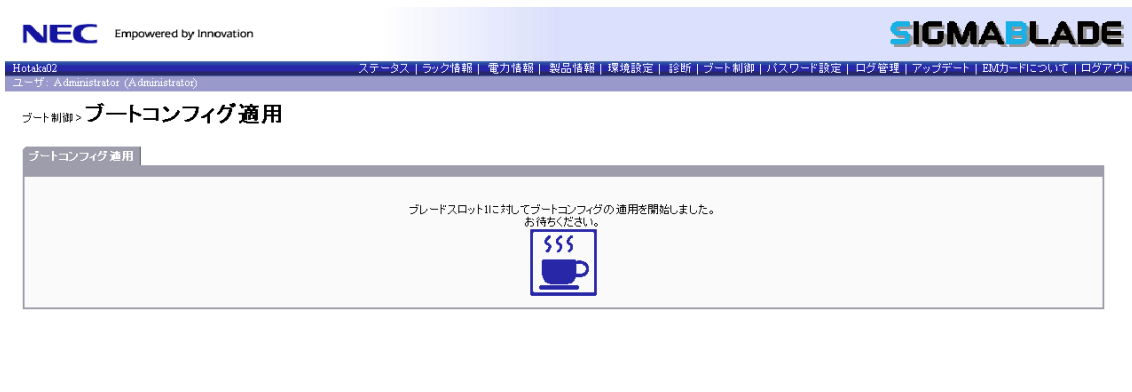 NEC Empowered by Innovation
SIGMABLADE
Hotaka02
ステータス | ラック情報 | 電力情報 | 製品情報 | 環境設定 | 診断 | ブート制御 | パスワード設定 | ログ管理 | アップデート | EMカードについて | ログアウト
ユーザ: Administrator (Administrator)
ブート制御> ブートコンフィグ適用
ブートコンフィグ適用
ブレードスロット1に対してブートコンフィグの適用を開始しました。
お待ちください。